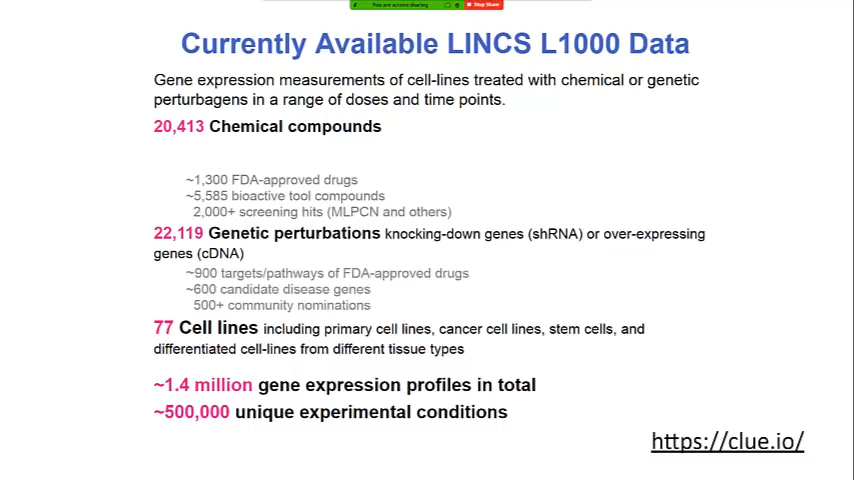 You are screen sharing
Stop Share
Currently Available LINCS L1000 Data
Gene expression measurements of cell-lines treated with chemical or genetic
perturbagens in a range of doses and time points.
20,413 Chemical compounds
~1,300 FDA-approved drugs
~5,585 bioactive tool compounds
2,000+ screening hits (MLPCN and others)
22,119 Genetic perturbations knocking-down genes (shRNA) or over-expressing
genes (cDNA)
~900 targets/pathways of FDA-approved drugs
~600 candidate disease genes
500+ community nominations
77 Cell lines including primary cell lines, cancer cell lines, stem cells, and
differentiated cell-lines from different tissue types
~1.4 million gene expression profiles in total
~500,000 unique experimental conditions
https://clue.io/